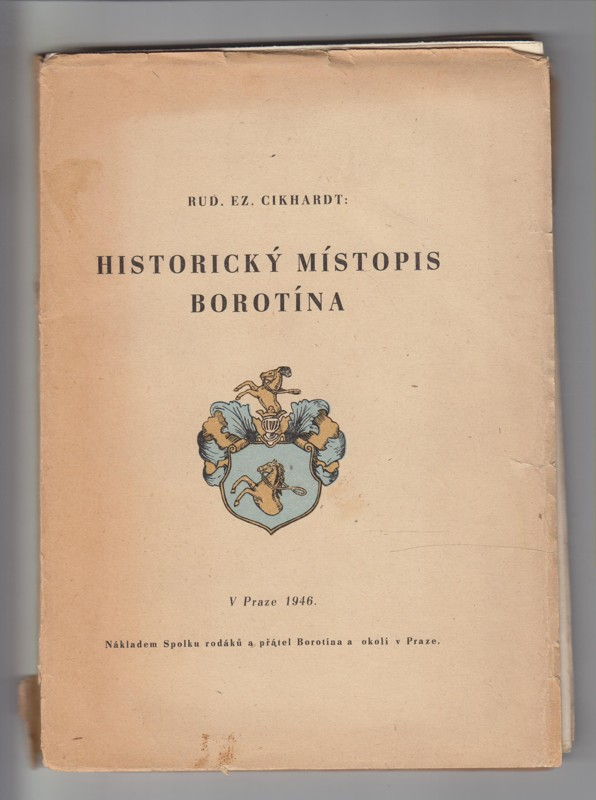 RUD. EZ. CIKHARDT:
HISTORICKÝ MÍSTOPIS
BOROTÍNA
V Praze 1946.
Nákladem Spolku rodáků a přátel Borotína a okolí v Praze.